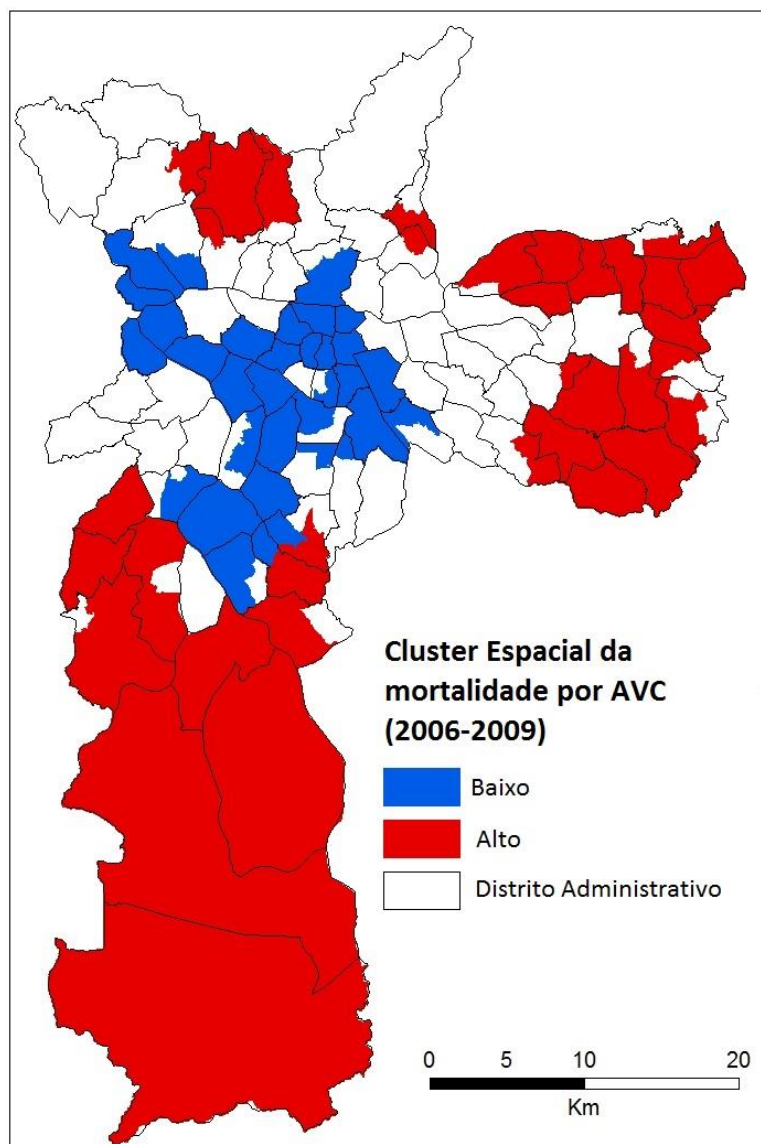 Cluster Espacial da
mortalidade por AVC
(2006-2009)
Baixo
Alto
Distrito Administrativo
0 5 10 20
Km